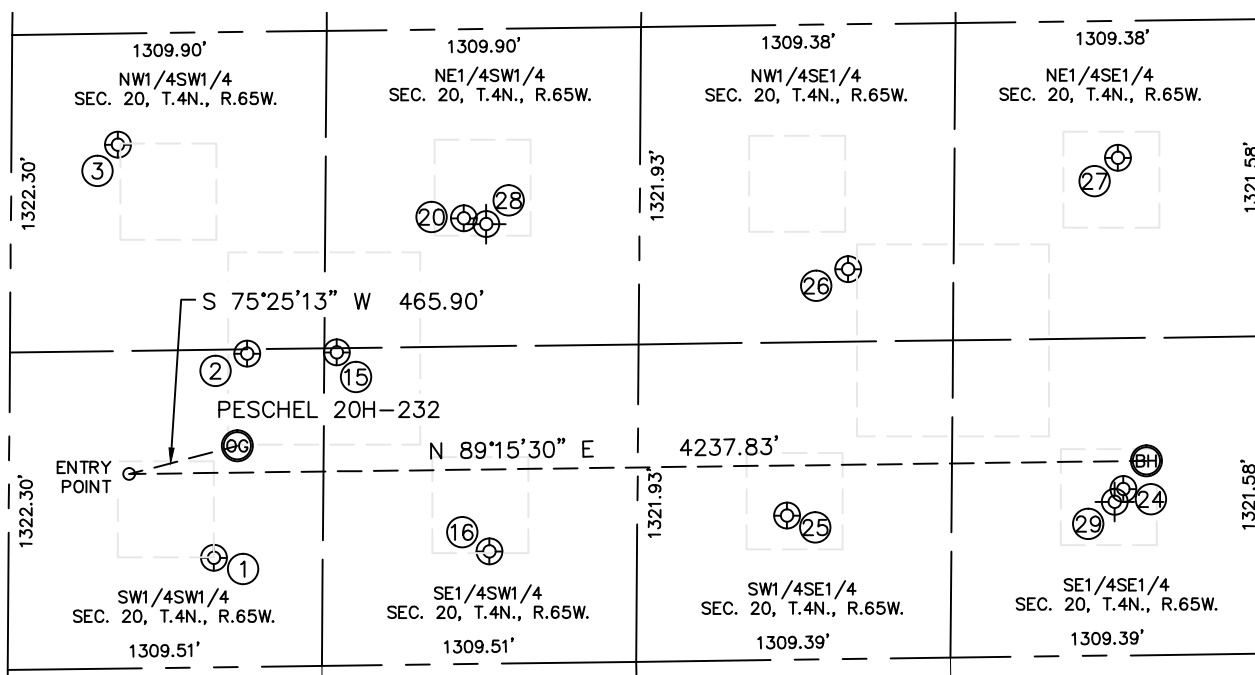 1309.90'
1309.90'
1309.38'
1309.38'
NW1/4SW1/4
SEC. 20, T.4N., R.65W.
NE1/4SW1/4
SEC. 20, T.4N., R.65W.
NW1/4SE1/4
SEC. 20, T.4N., R.65W.
NE1/4SE1/4
SEC. 20, T.4N., R.65W.
3
1322.30'
20
28
1321.93'
26
27
1321.58'
S 75°25'13" W 465.90'
2
15
PESCHEL 20H-232
OG
ENTRY
POINT
N 89°15'30" E 4237.83'
BH
1322.30'
1
16
1321.93'
25
29
24
1321.58'
SW1/4SW1/4
SEC. 20, T.4N., R.65W.
SE1/4SW1/4
SEC. 20, T.4N., R.65W.
SW1/4SE1/4
SEC. 20, T.4N., R.65W.
SE1/4SE1/4
SEC. 20, T.4N., R.65W.
1309.51'
1309.51'
1309.39'
1309.39'